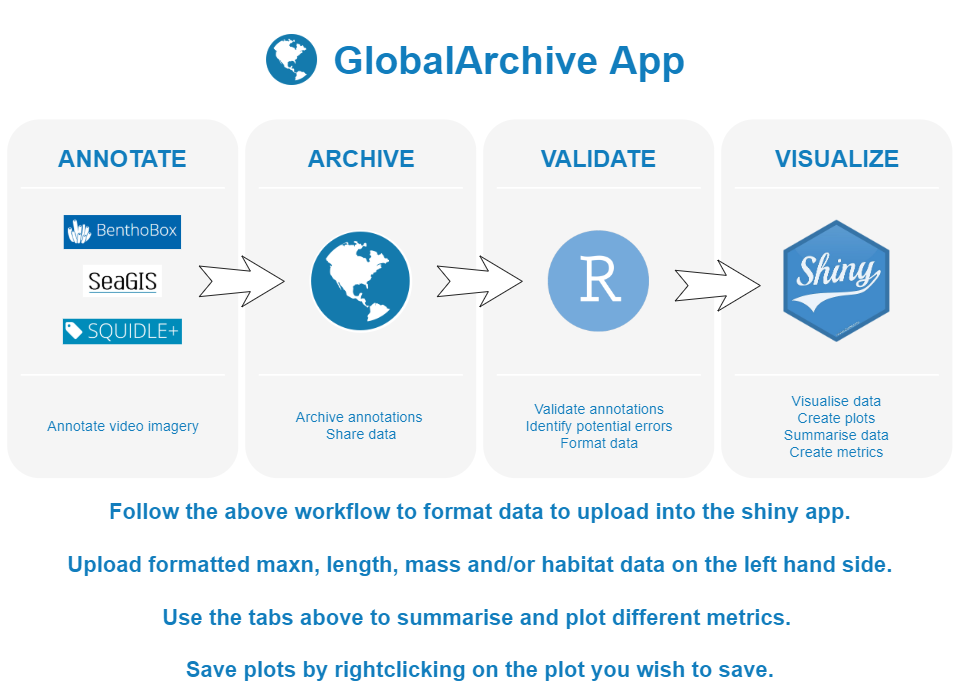 GlobalArchive App
ANNOTATE
BenthoBox
SeaGIS
SQUIDLE+
Annotate video imagery
ARCHIVE
Archive annotations
Share data
VALIDATE
R
Validate annotations
Identify potential errors
Format data
VISUALIZE
Shiny
Visualise data
Create plots
Summarise data
Create metrics
Follow the above workflow to format data to upload into the shiny app.
Upload formatted maxn, length, mass and/or habitat data on the left hand side.
Use the tabs above to summarise and plot different metrics.
Save plots by rightclicking on the plot you wish to save.